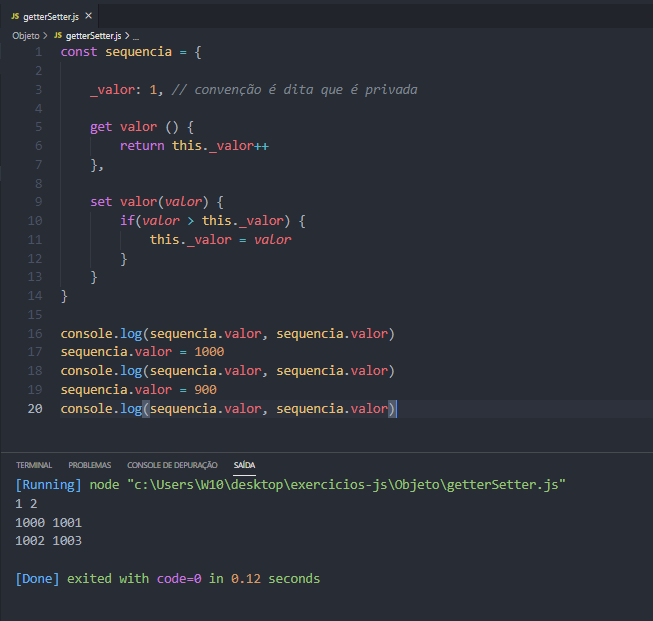 JS getterSetter.js ×
Objeto > JS getterSetter.js > ...
1 const sequencia = {
2
3     _valor: 1, // convenção é dita que é privada
4
5     get valor () {
6         return this._valor++
7     },
8
9     set valor(valor) {
10         if(valor > this._valor) {
11             this._valor = valor
12         }
13     }
14 }
15
16 console.log(sequencia.valor, sequencia.valor)
17 sequencia.valor = 1000
18 console.log(sequencia.valor, sequencia.valor)
19 sequencia.valor = 900
20 console.log(sequencia.valor, sequencia.valor)
TERMINAL PROBLEMAS CONSOLE DE DEPURAÇÃO SAÍDA
[Running] node "c:\Users\W10\desktop\exercicios-js\Objeto\getterSetter.js"
1 2
1000 1001
1002 1003
[Done] exited with code=0 in 0.12 seconds